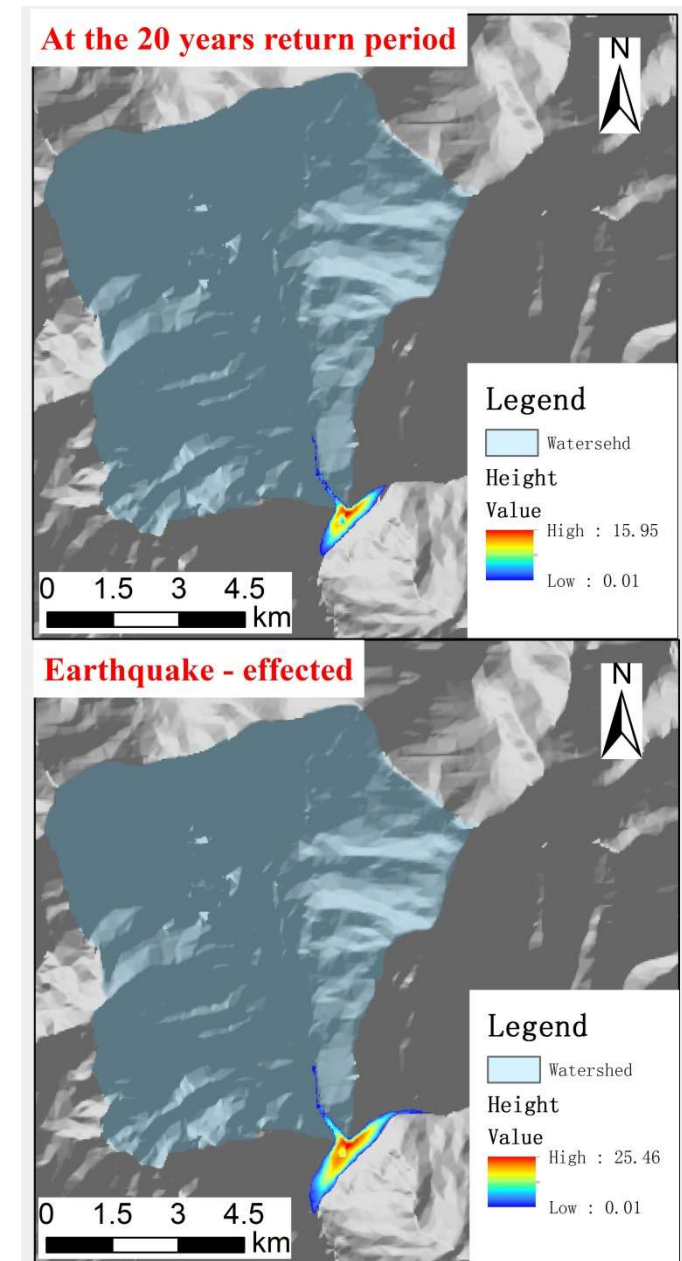 At the 20 years return period
N
Legend
Watersehd
Height
Value
High : 15.95
Low : 0.01
0 1.5 3 4.5
km
Earthquake - effected
N
Legend
Watershed
Height
Value
High : 25.46
Low : 0.01
0 1.5 3 4.5
km